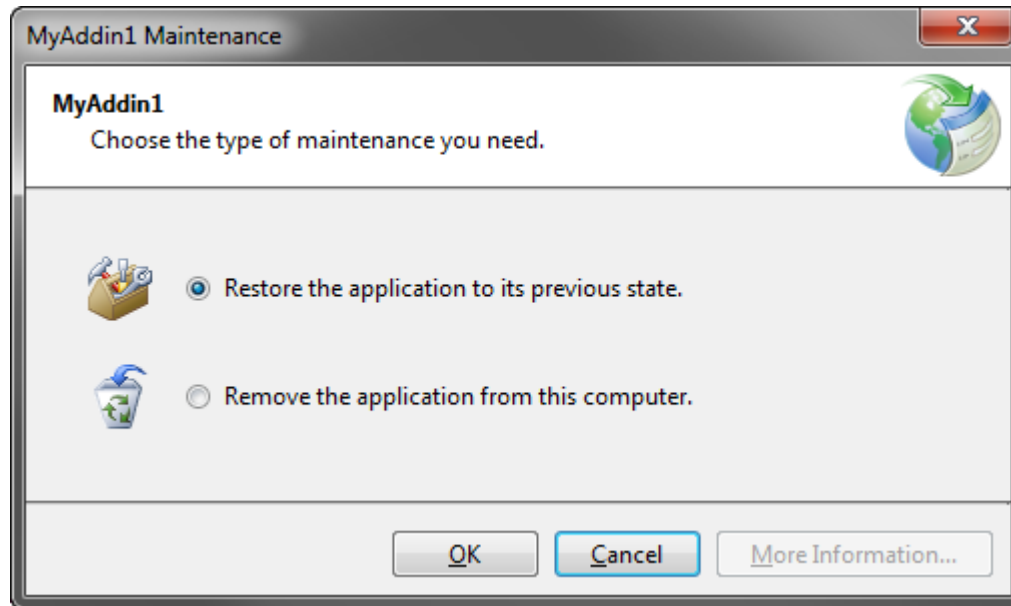 MyAddin1 Maintenance
MyAddin1
Choose the type of maintenance you need.
Restore the application to its previous state.
Remove the application from this computer.
OK Cancel More Information...